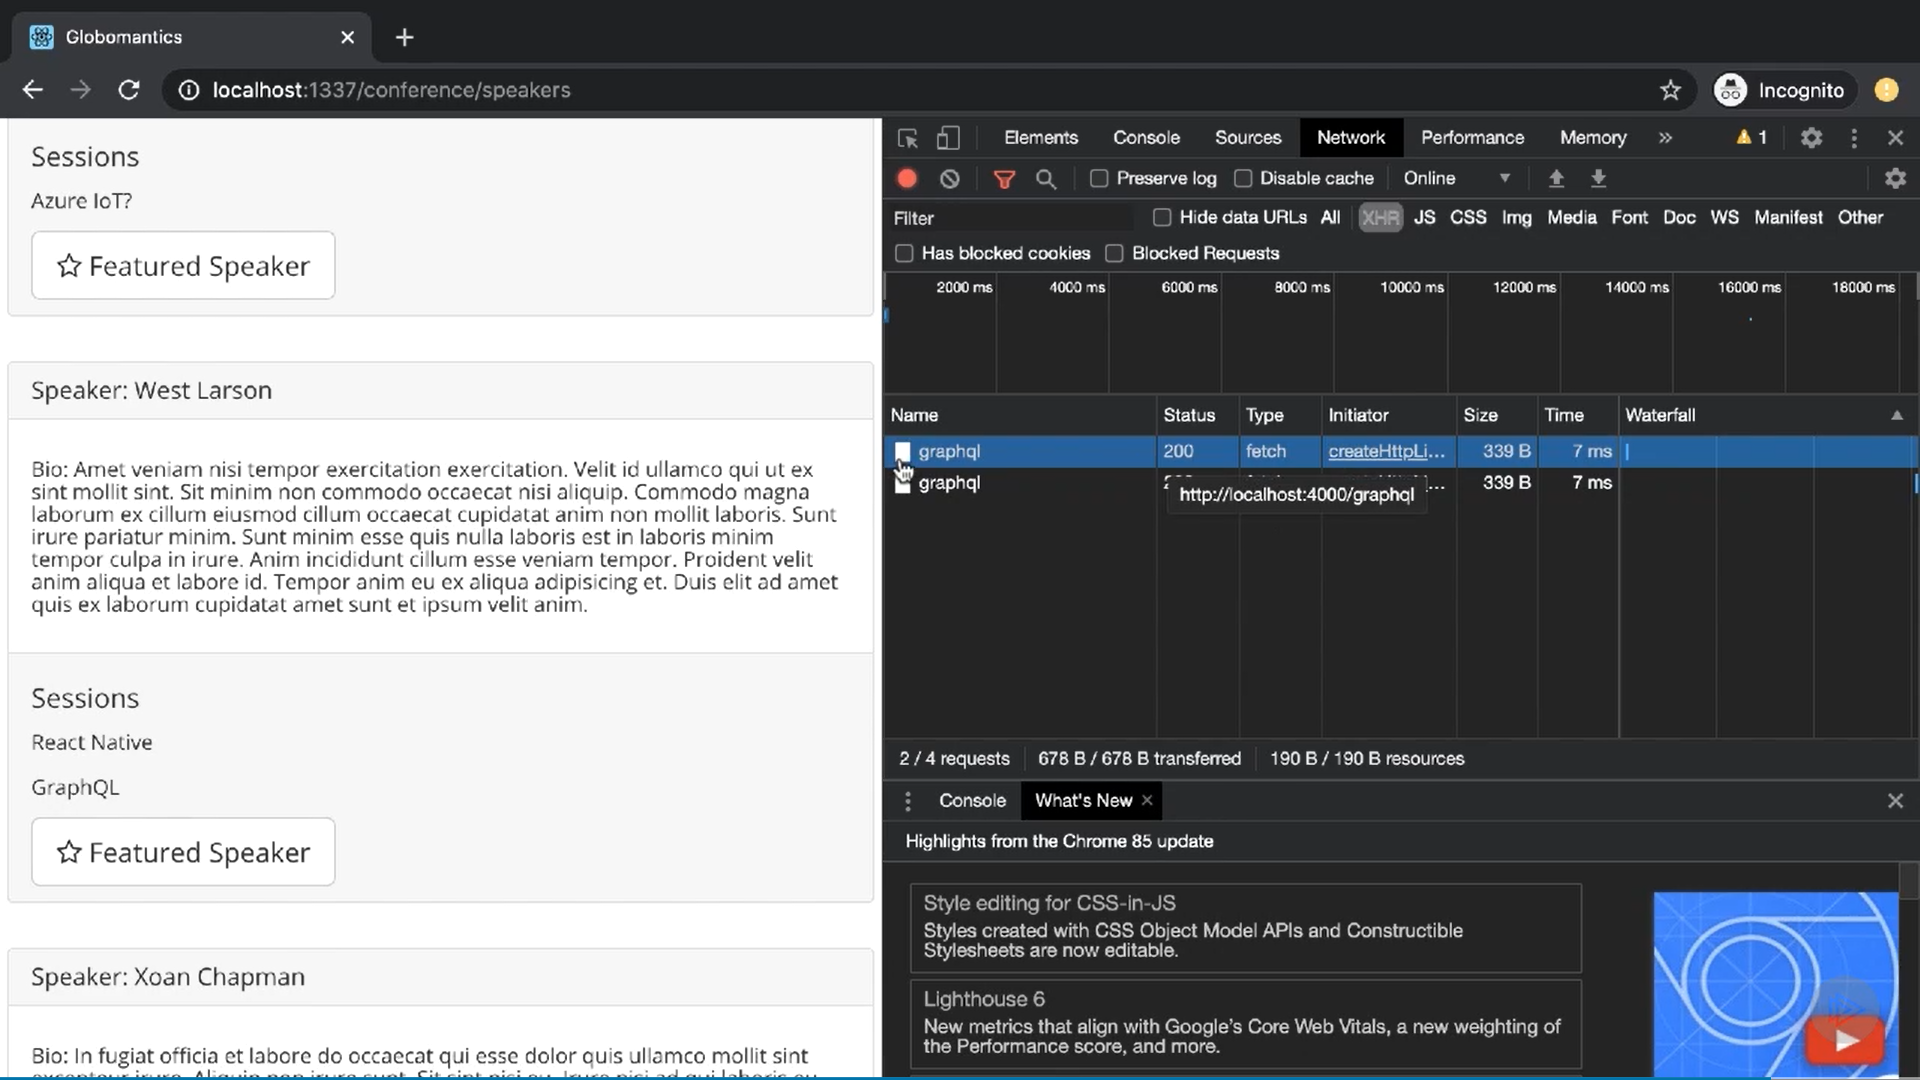 Globomantics
localhost:1337/conference/speakers
Incognito
Sessions
Azure IoT?
Featured Speaker
Speaker: West Larson
Bio: Amet veniam nisi tempor exercitation exercitation. Velit id ullamco qui ut ex
sint mollit sint. Sit minim non commodo occaecat nisi aliquip. Commodo magna
laborum ex cillum eiusmod cillum occaecat cupidatat anim non mollit laboris. Sunt
irure pariatur minim. Sunt minim esse quis nulla laboris est in laboris minim
tempor culpa in irure. Anim incididunt cillum esse veniam tempor. Proident velit
anim aliqua et labore id. Tempor anim eu ex aliqua adipisicing et. Duis elit ad amet
quis ex laborum cupidatat amet sunt et ipsum velit anim.
Sessions
React Native
GraphQL
Featured Speaker
Speaker: Xoan Chapman
Bio: In fugiat officia et labore do occaecat qui esse dolor quis ullamco mollit sint
Elements Console Sources Network Performance Memory 1
Preserve log Disable cache Online
Filter Hide data URLs All XHR JS CSS Img Media Font Doc WS Manifest Other
Has blocked cookies Blocked Requests
2000 ms 4000 ms 6000 ms 8000 ms 10000 ms 12000 ms 14000 ms 16000 ms 18000 ms
Name Status Type Initiator Size Time Waterfall
graphql 200 fetch createHttpLi... 339 B 7 ms
graphql 339 B 7 ms
http://localhost:4000/graphql
2 / 4 requests 678 B / 678 B transferred 190 B / 190 B resources
Console What's New
Highlights from the Chrome 85 update
Style editing for CSS-in-JS
Styles created with CSS Object Model APIs and Constructible
Stylesheets are now editable.
Lighthouse 6
New metrics that align with Google's Core Web Vitals, a new weighting of
the Performance score, and more.